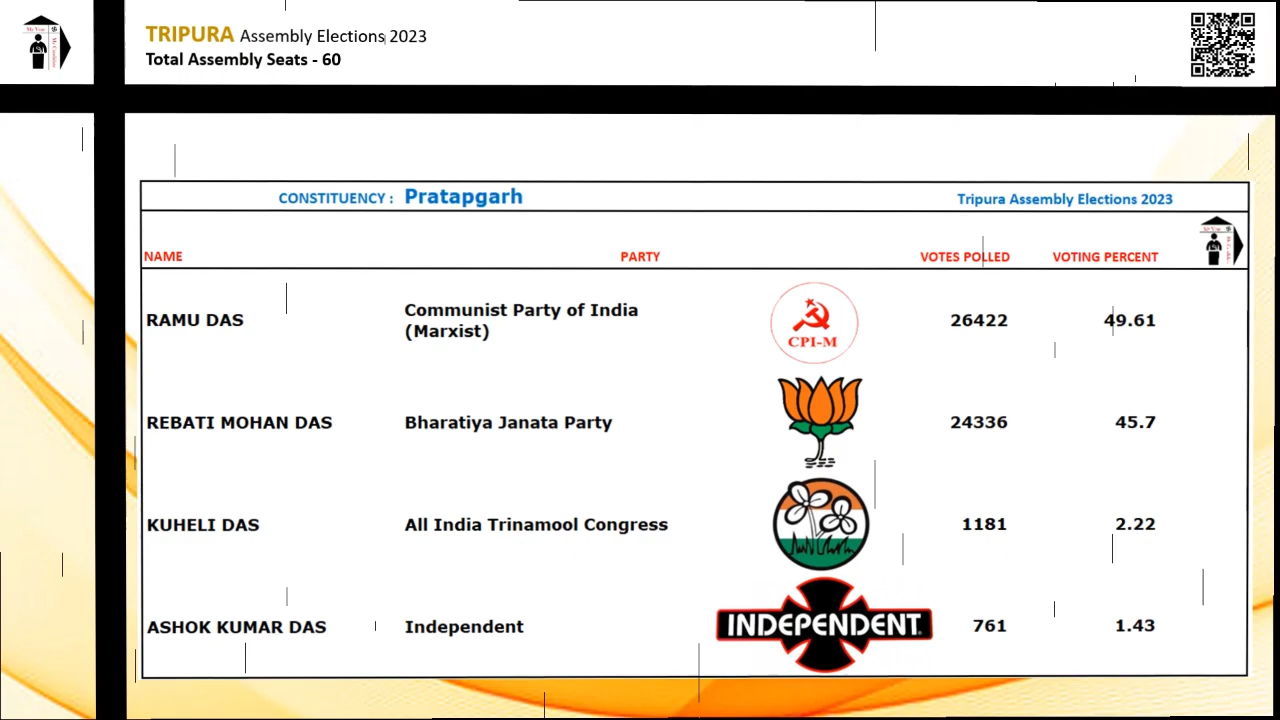 TRIPURA Assembly Elections 2023
Total Assembly Seats - 60
CONSTITUENCY : Pratapgarh Tripura Assembly Elections 2023
NAME PARTY VOTES POLLED VOTING PERCENT
RAMU DAS Communist Party of India (Marxist) CPI-M 26422 49.61
REBATI MOHAN DAS Bharatiya Janata Party 24336 45.7
KUHELI DAS All India Trinamool Congress 1181 2.22
ASHOK KUMAR DAS Independent INDEPENDENT 761 1.43